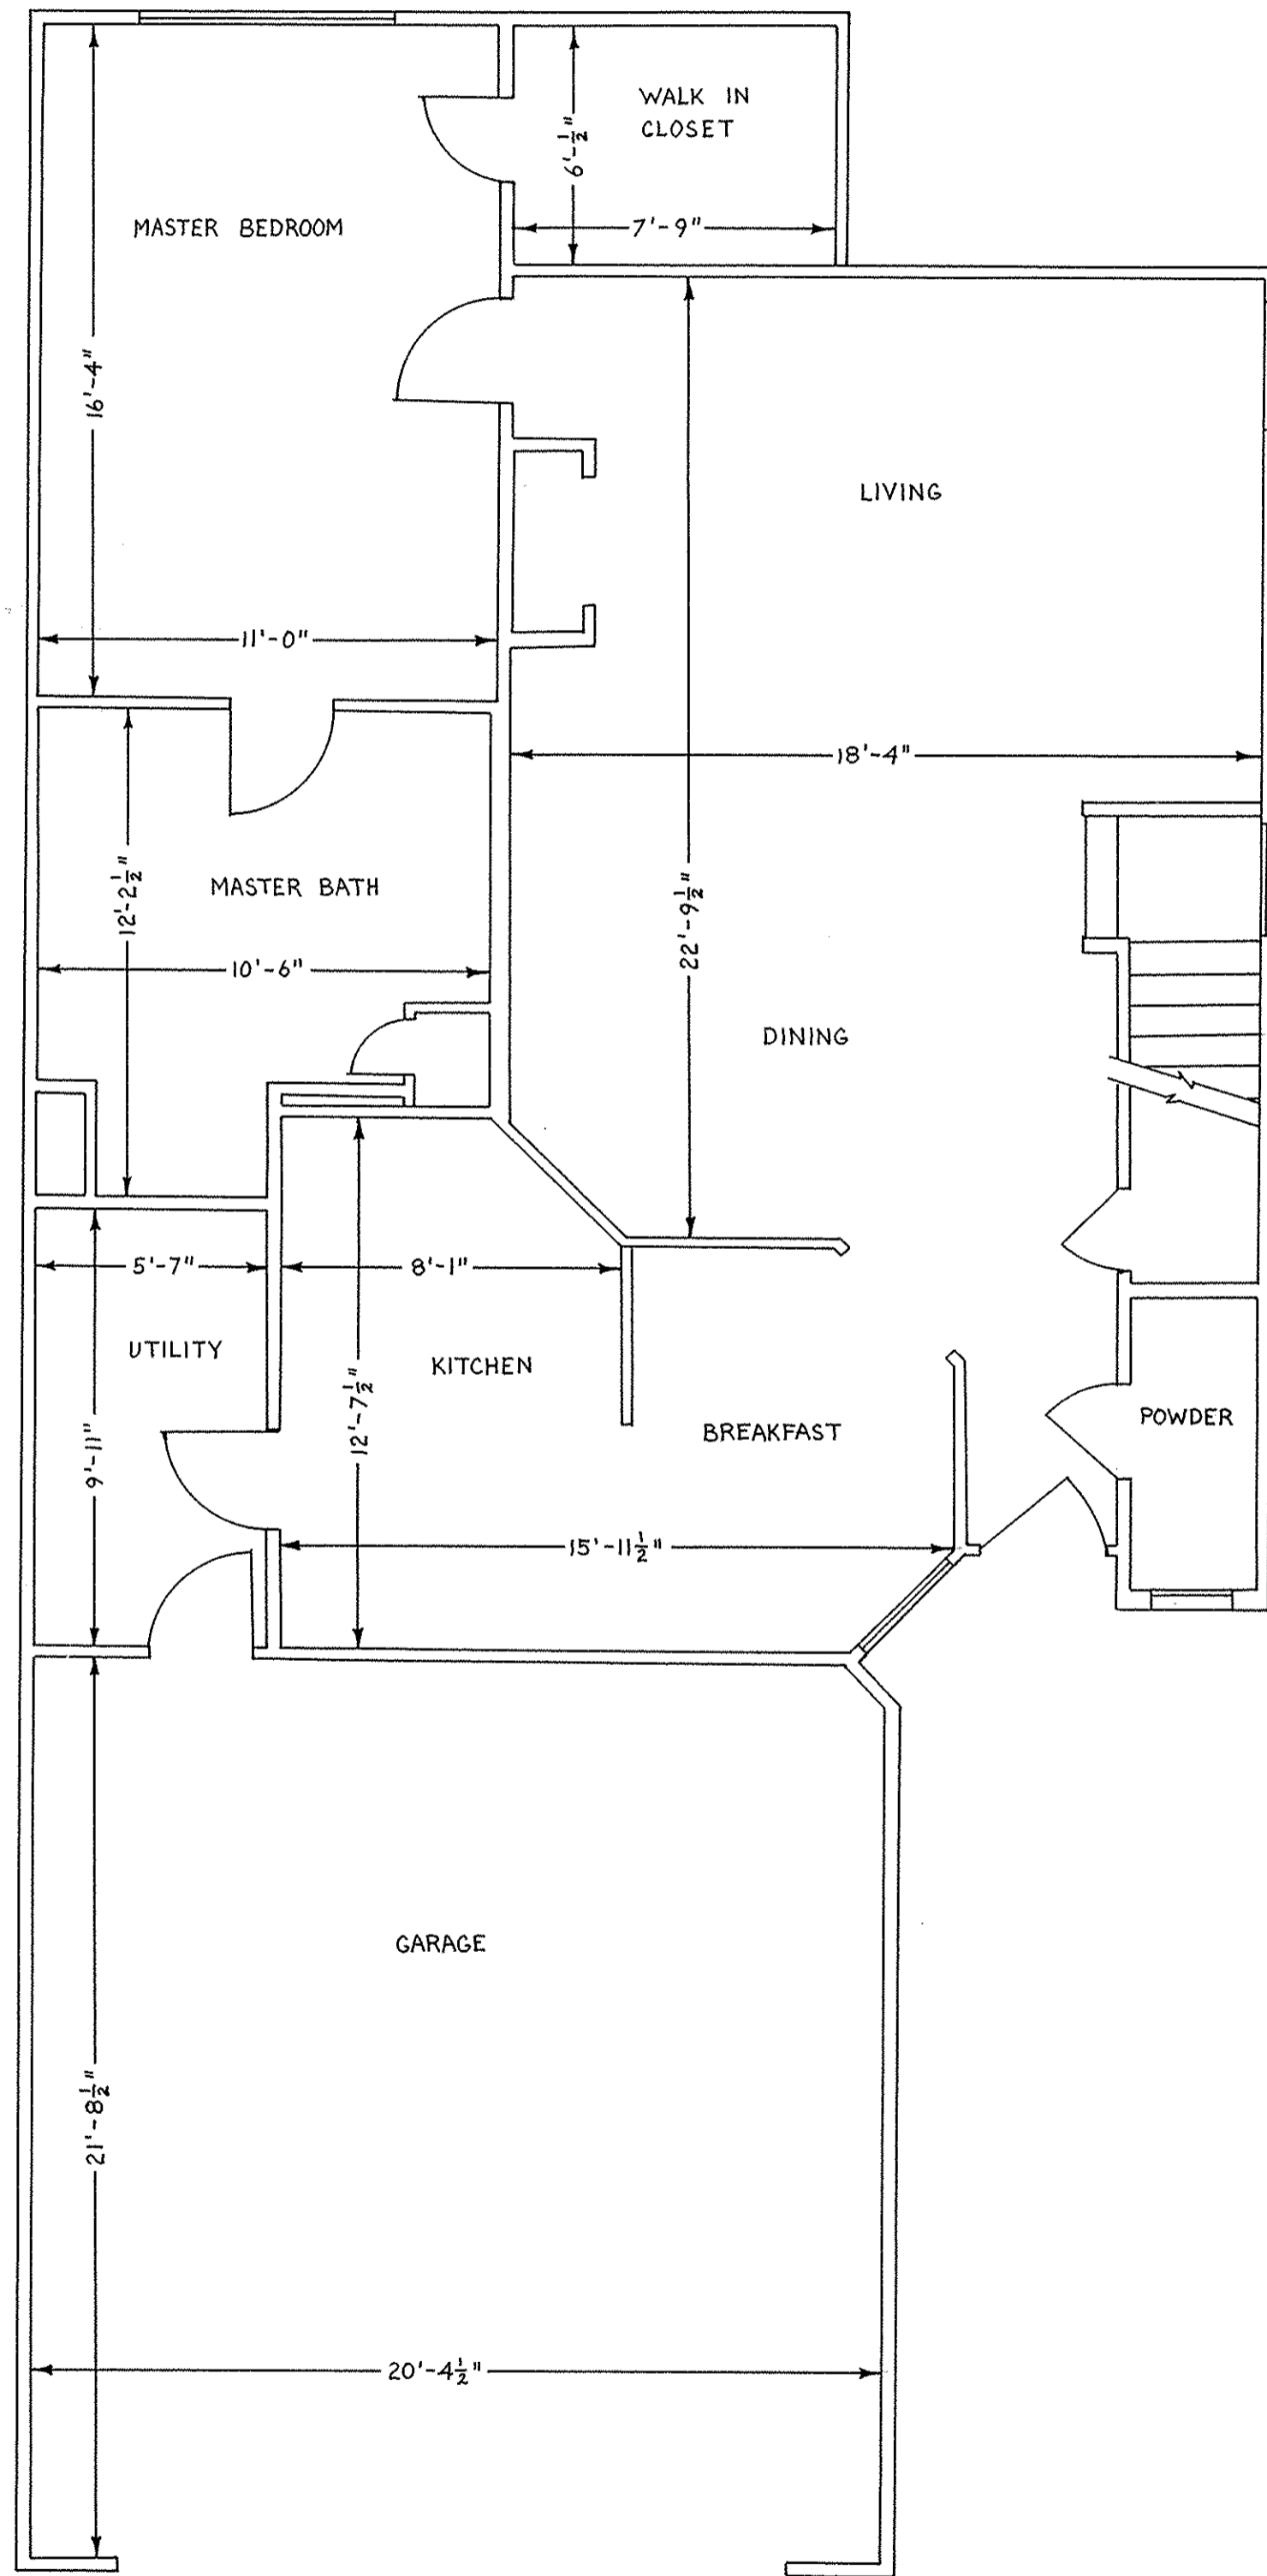 WALK IN
CLOSET
6'-½"
7'-9"
MASTER BEDROOM
16'-4"
11'-0"
LIVING
18'-4"
22'-9½"
12'-2½"
MASTER BATH
10'-6"
DINING
5'-7"
8'-1"
UTILITY
KITCHEN
12'-7½"
9'-11"
BREAKFAST
POWDER
15'-11½"
GARAGE
21'-8½"
20'-4½"